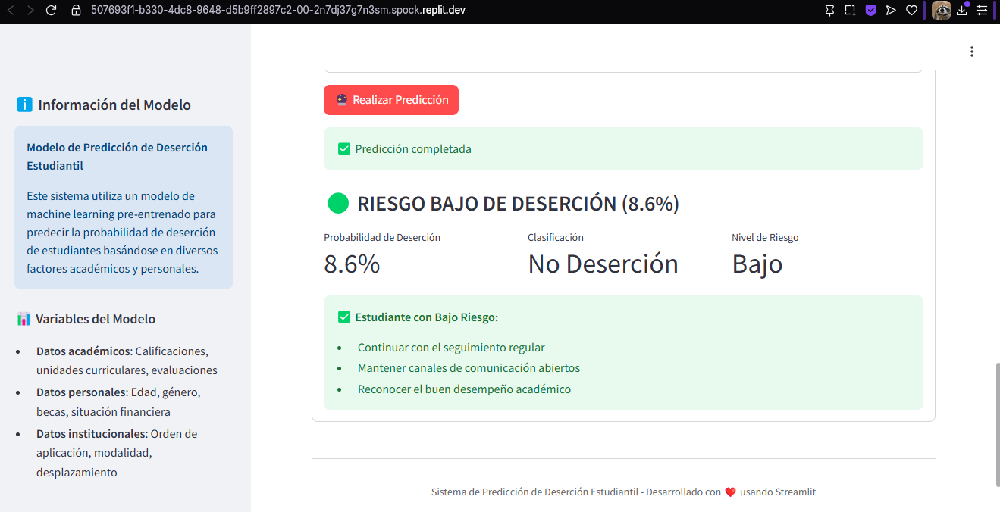 507693f1-b330-4dc8-9648-d5b9ff2897c2-00-2n7dj37g7n3sm.spock.replit.dev
Información del Modelo
Modelo de Predicción de Deserción
Estudiantil
Este sistema utiliza un modelo de
machine learning pre-entrenado para
predecir la probabilidad de deserción
de estudiantes basándose en diversos
factores académicos y personales.
Variables del Modelo
• Datos académicos: Calificaciones,
unidades curriculares, evaluaciones
• Datos personales: Edad, género,
becas, situación financiera
• Datos institucionales: Orden de
aplicación, modalidad,
desplazamiento
Realizar Predicción
Predicción completada
RIESGO BAJO DE DESERCIÓN (8.6%)
Probabilidad de Deserción
8.6%
Clasificación
No Deserción
Nivel de Riesgo
Bajo
Estudiante con Bajo Riesgo:
• Continuar con el seguimiento regular
• Mantener canales de comunicación abiertos
• Reconocer el buen desempeño académico
Sistema de Predicción de Deserción Estudiantil - Desarrollado con ❤️ usando Streamlit